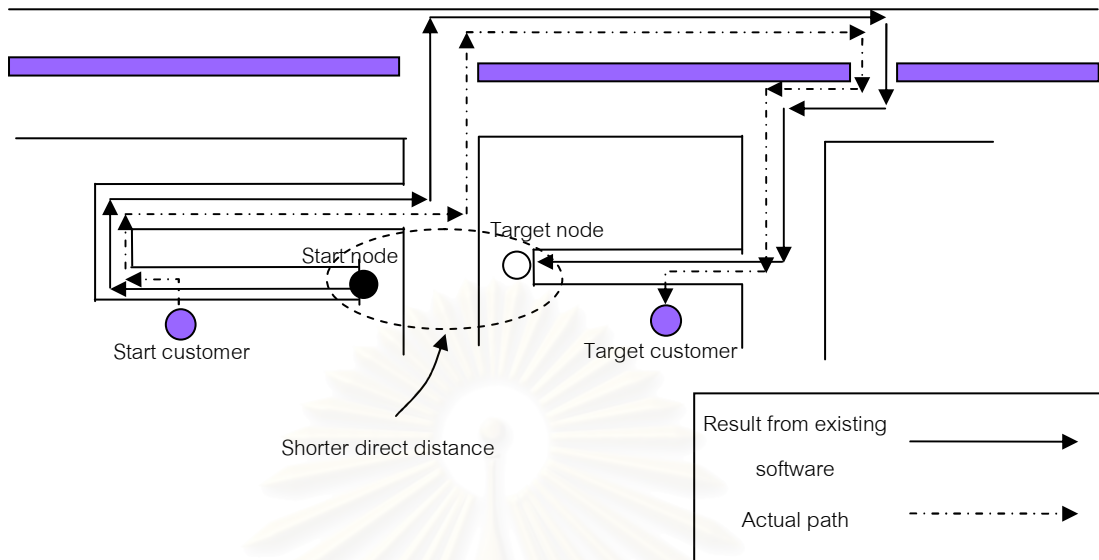 Target node
Start node
Start customer
Target customer
Shorter direct distance
Result from existing
software
Actual path